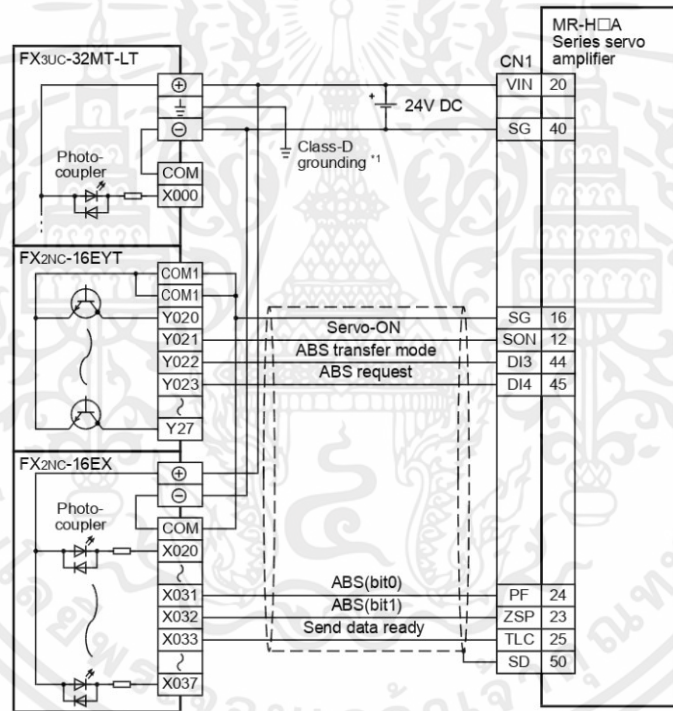 MR-H□A
Series servo
amplifier
FX3UC-32MT-LT
CN1
VIN 20
24V DC
SG 40
Class-D
grounding *1
Photo-
coupler
COM
X000
FX2NC-16EYT
COM1
COM1
Y020
SG 16
Servo-ON
Y021
SON 12
ABS transfer mode
Y022
DI3 44
ABS request
Y023
DI4 45
Y27
FX2NC-16EX
Photo-
coupler
COM
X020
ABS(bit0)
X031
PF 24
ABS(bit1)
X032
ZSP 23
Send data ready
X033
TLC 25
SD 50
X037